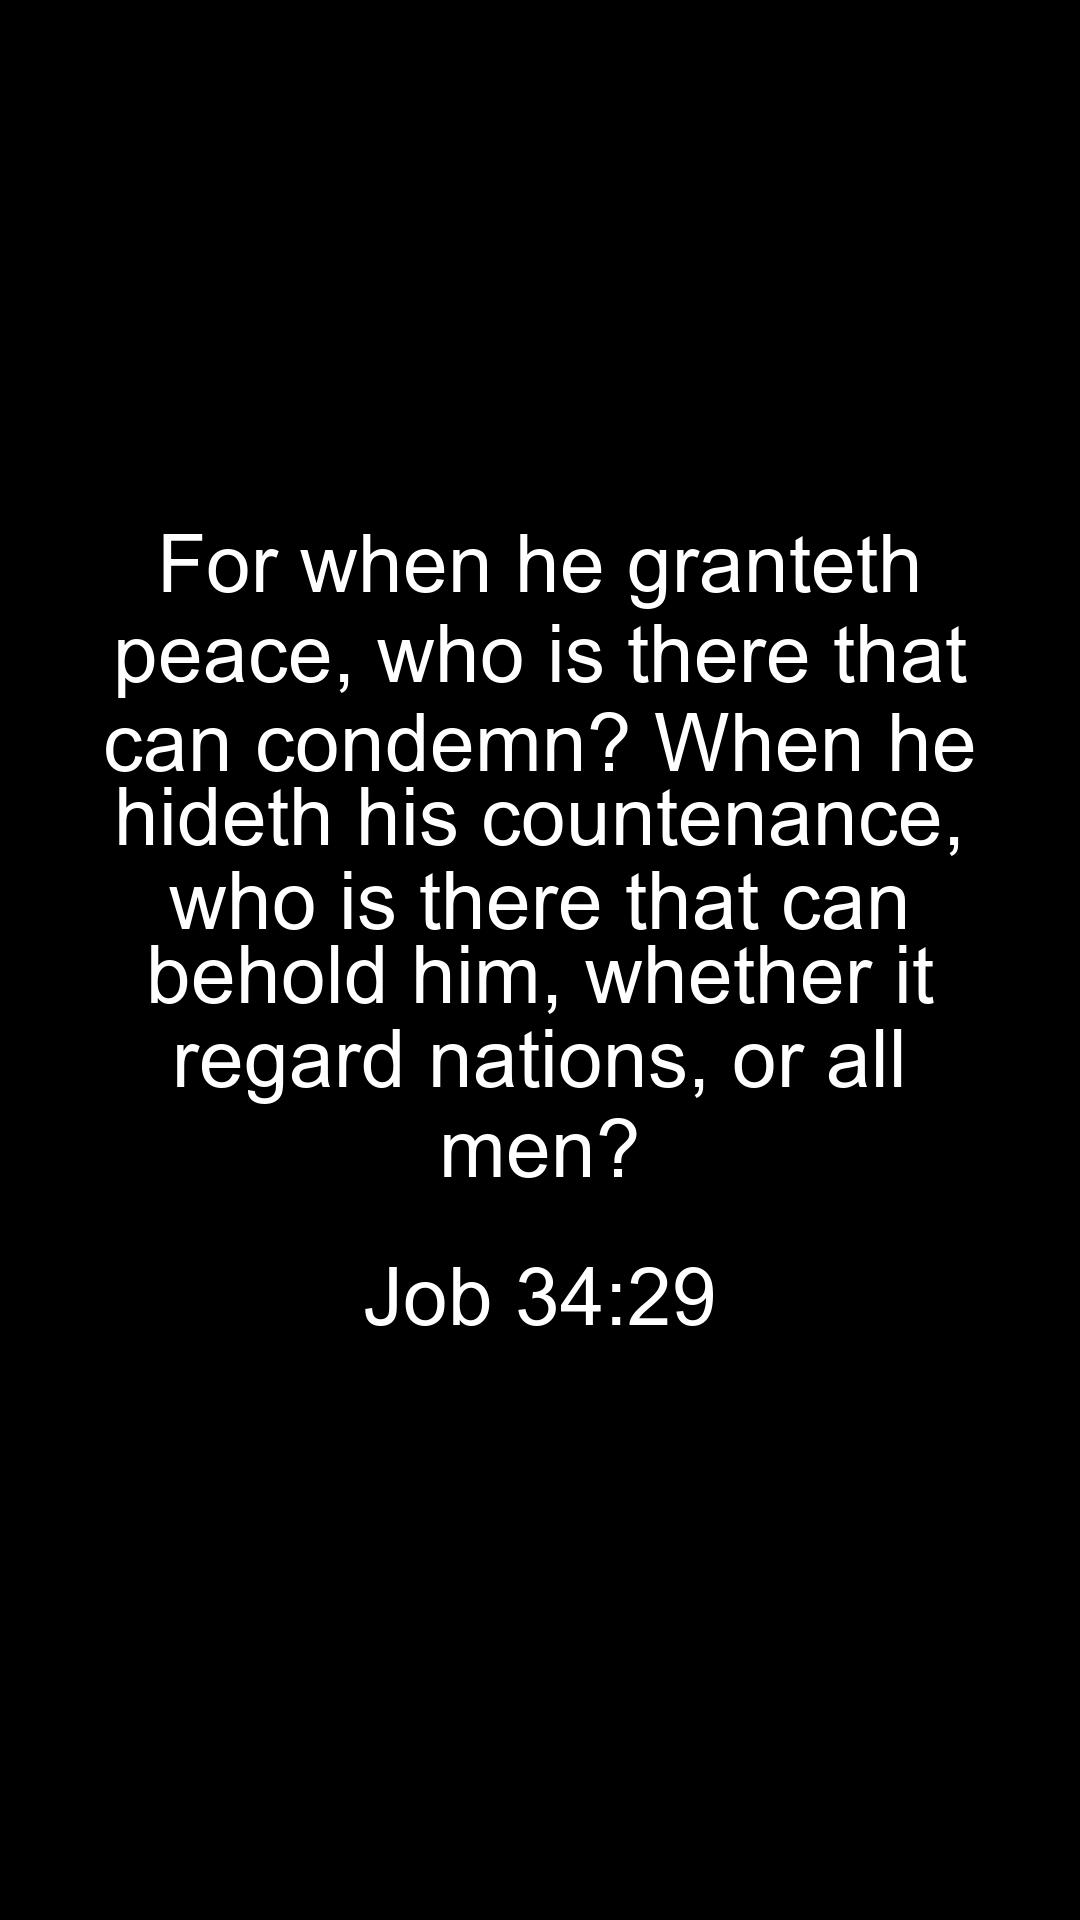 For when he granteth
peace, who is there that
can condemn? When he
hideth his countenance,
who is there that can
behold him, whether it
regard nations, or all
men?
Job 34:29